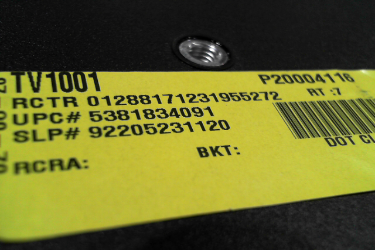 TV1001 P20004116
RCTR 01288171231955272 RT :7
UPC# 5381834091
SLP# 92205231120
DOT CL
RCRA: BKT: